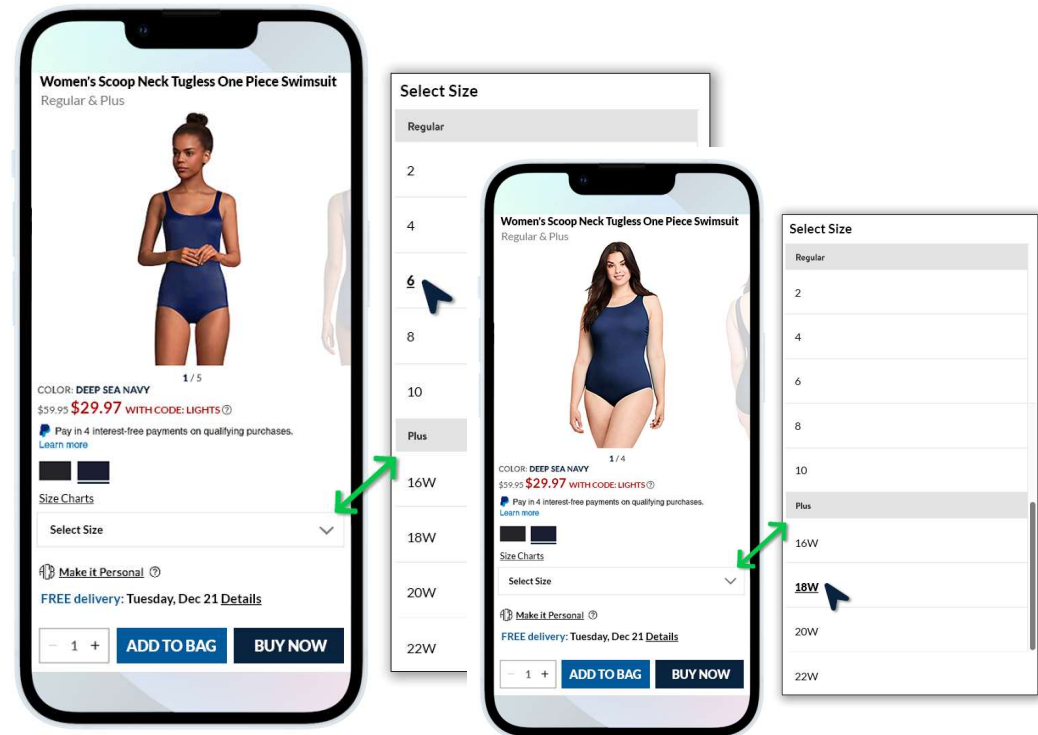 Women's Scoop Neck Tugless One Piece Swimsuit
Regular & Plus
1 / 5
COLOR: DEEP SEA NAVY
$59.95 $29.97 WITH CODE: LIGHTS ?
Pay in 4 interest-free payments on qualifying purchases.
Learn more
Size Charts
Select Size
Make it Personal ?
FREE delivery: Tuesday, Dec 21 Details
− 1 + ADD TO BAG BUY NOW
Select Size
Regular
2
4
6
8
10
Plus
16W
18W
20W
22W
Women's Scoop Neck Tugless One Piece Swimsuit
Regular & Plus
1 / 4
COLOR: DEEP SEA NAVY
$59.95 $29.97 WITH CODE: LIGHTS ?
Pay in 4 interest-free payments on qualifying purchases.
Learn more
Size Charts
Select Size
Make it Personal ?
FREE delivery: Tuesday, Dec 21 Details
− 1 + ADD TO BAG BUY NOW
Select Size
Regular
2
4
6
8
10
Plus
16W
18W
20W
22W